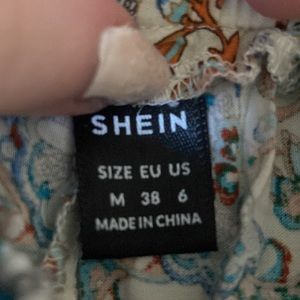 SHEIN
SIZE EU US
M 38 6
MADE IN CHINA